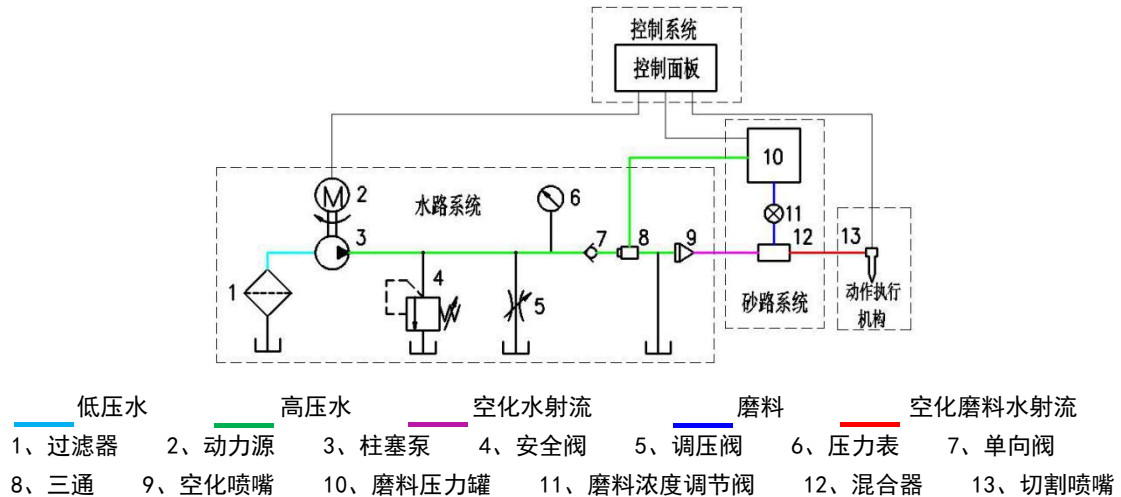 控制系统
控制面板
10
水路系统
M
2
6
11
3
7
8
9
12
13
1
4
5
砂路系统
动作执行
机构
低压水 高压水 空化水射流 磨料 空化磨料水射流
1、过滤器 2、动力源 3、柱塞泵 4、安全阀 5、调压阀 6、压力表 7、单向阀
8、三通 9、空化喷嘴 10、磨料压力罐 11、磨料浓度调节阀 12、混合器 13、切割喷嘴